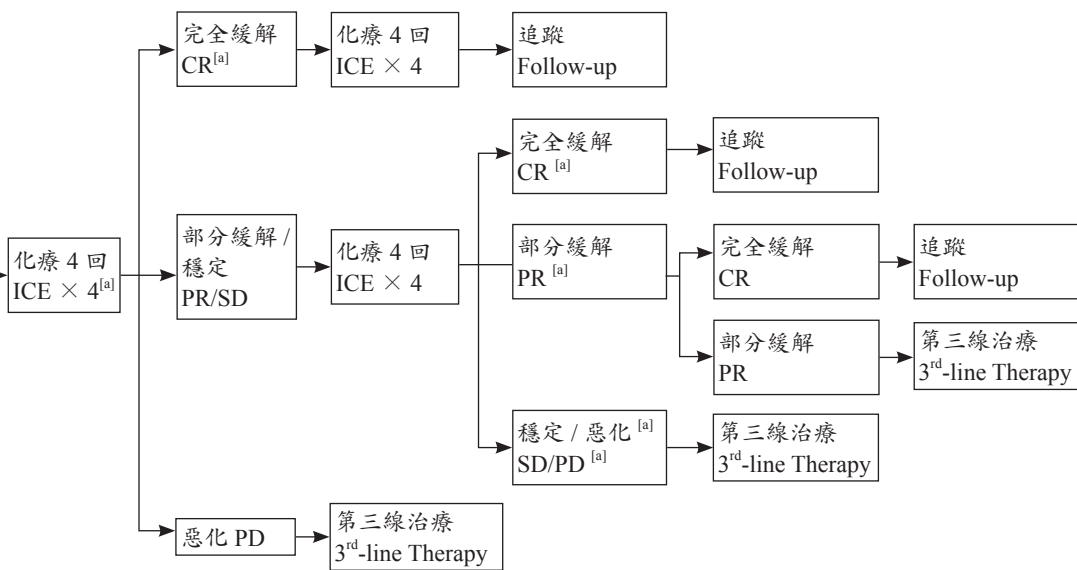 完全緩解
CR[a]
化療 4 回
ICE × 4
追蹤
Follow-up
完全緩解
CR [a]
追蹤
Follow-up
化療 4 回
ICE × 4[a]
部分緩解 /
穩定
PR/SD
化療 4 回
ICE × 4
部分緩解
PR [a]
完全緩解
CR
追蹤
Follow-up
部分緩解
PR
第三線治療
3rd-line Therapy
穩定 / 惡化 [a]
SD/PD [a]
第三線治療
3rd-line Therapy
惡化 PD
第三線治療
3rd-line Therapy